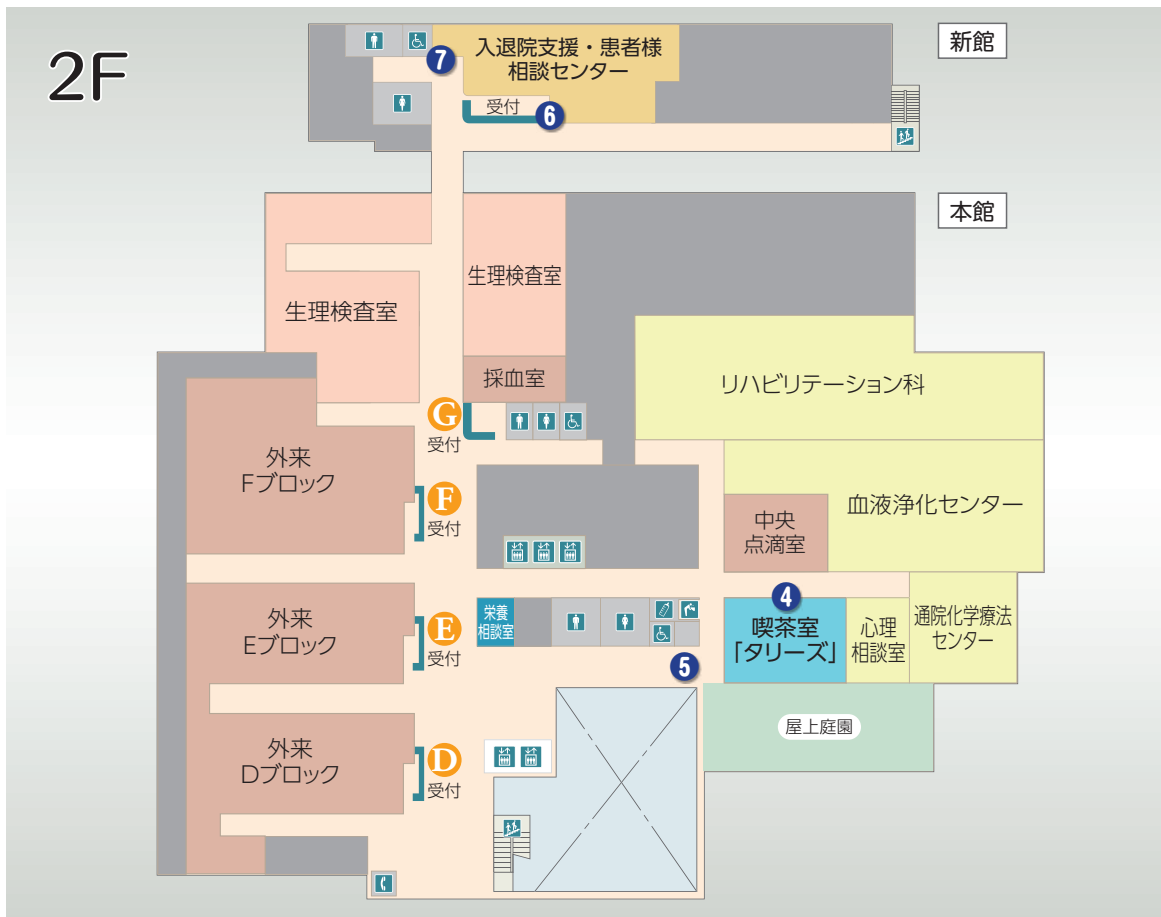 2F
新館
入退院支援・患者様
相談センター
7
受付
6
本館
生理検査室
生理検査室
採血室
リハビリテーション科
G
受付
外来
Fブロック
F
受付
中央
点滴室
血液浄化センター
外来
Eブロック
E
受付
栄養
相談室
4
喫茶室
「タリーズ」
心理
相談室
通院化学療法
センター
5
屋上庭園
外来
Dブロック
D
受付